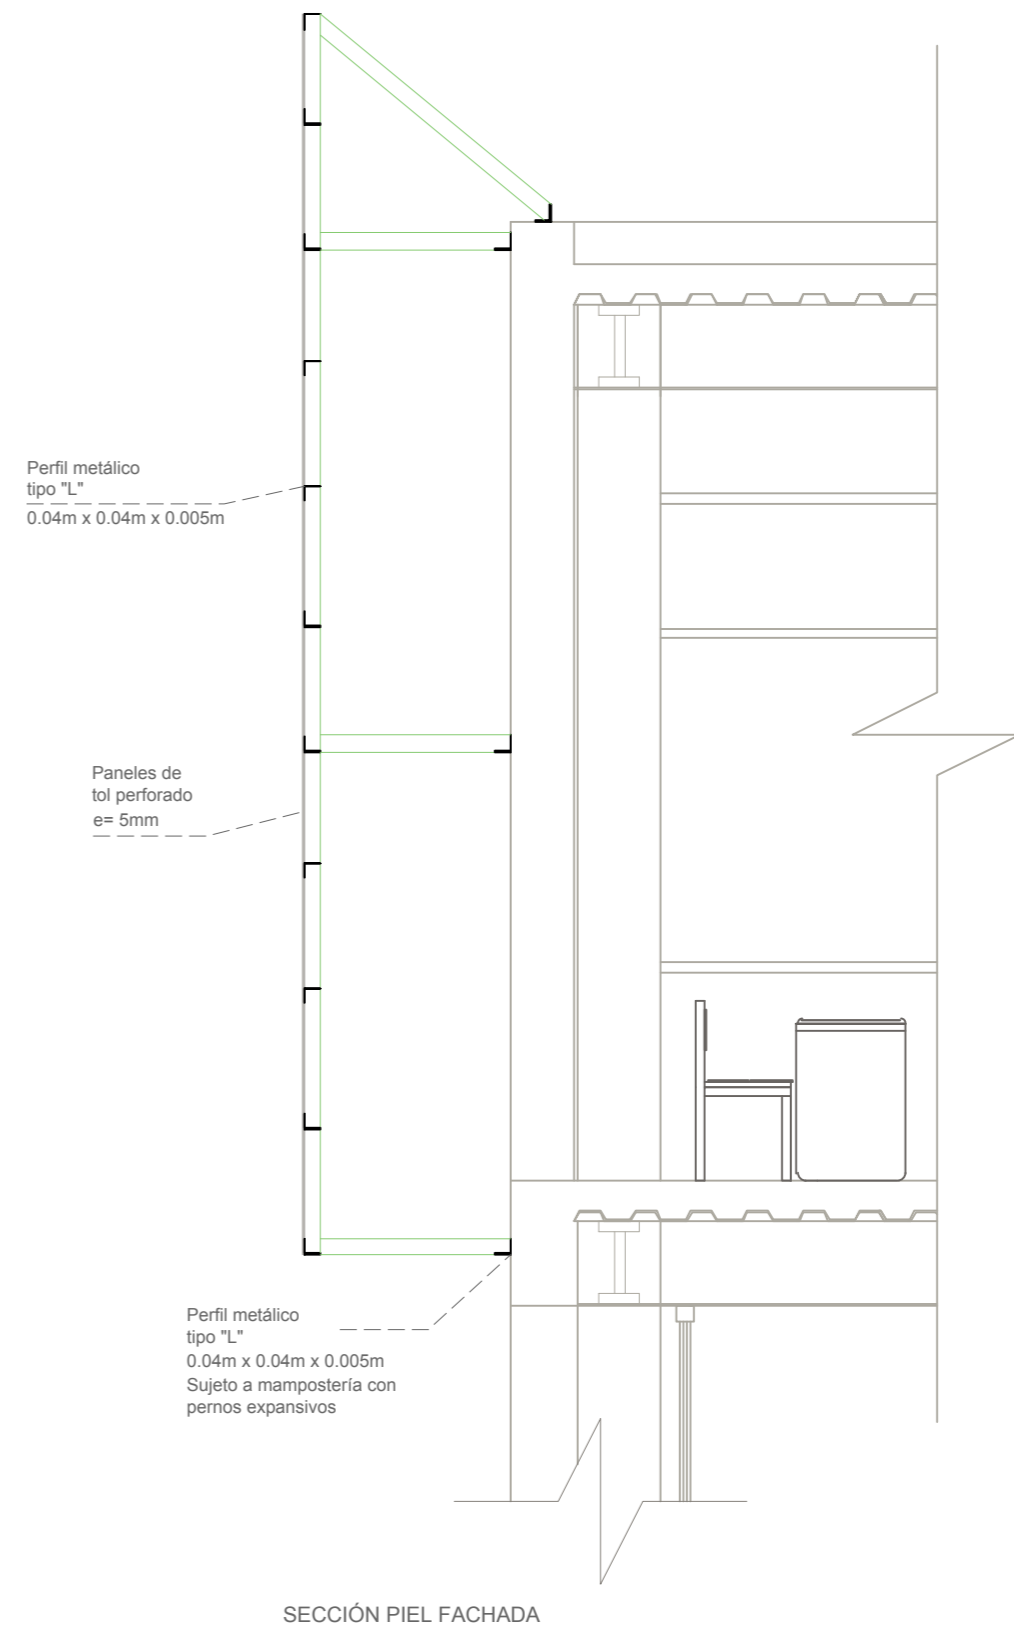 Perfil metálico
tipo "L"
0.04m x 0.04m x 0.005m
Paneles de
tol perforado
e= 5mm
Perfil metálico
tipo "L"
0.04m x 0.04m x 0.005m
Sujeto a mampostería con
pernos expansivos
SECCIÓN PIEL FACHADA